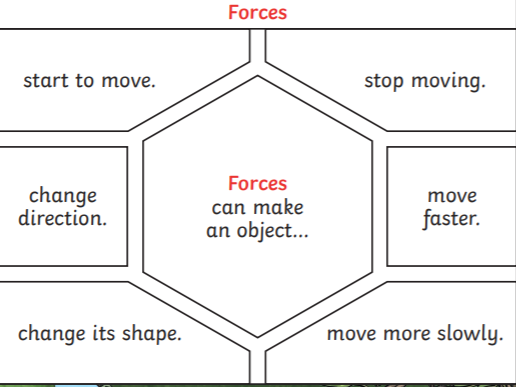 Forces
start to move.
stop moving.
change
direction.
Forces
can make
an object...
move
faster.
change its shape.
move more slowly.